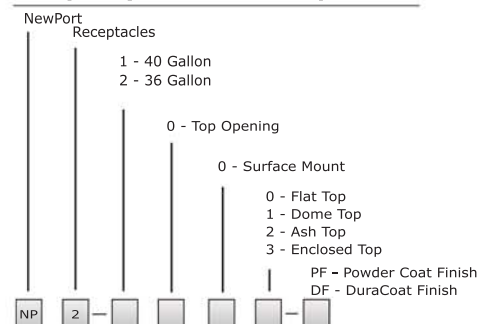 NewPort
Receptacles
1 - 40 Gallon
2 - 36 Gallon
0 - Top Opening
0 - Surface Mount
0 - Flat Top
1 - Dome Top
2 - Ash Top
3 - Enclosed Top
PF - Powder Coat Finish
DF - DuraCoat Finish
NP 2 - -